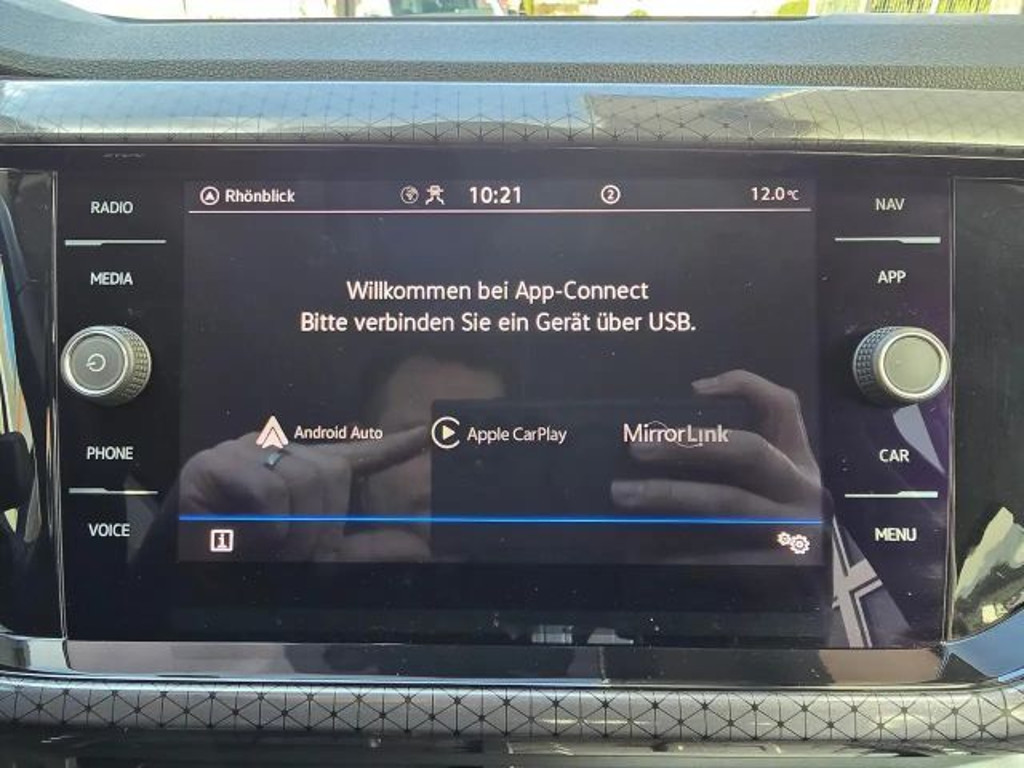 RADIO
MEDIA
PHONE
VOICE
Rhönblick 10:21 2 12.0 °C
Willkommen bei App-Connect
Bitte verbinden Sie ein Gerät über USB.
Android Auto Apple CarPlay MirrorLink
i
NAV
APP
CAR
MENU